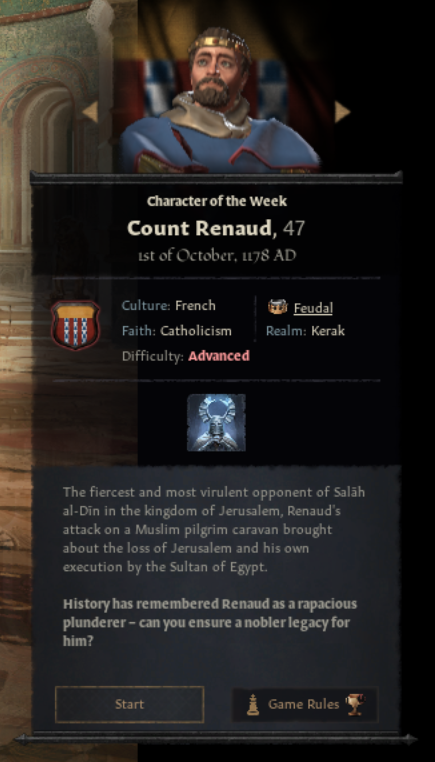 Character of the Week
Count Renaud, 47
1st of October, 1178 AD
Culture: French
Faith: Catholicism
Difficulty: Advanced
Feudal
Realm: Kerak
The fiercest and most virulent opponent of Salāh
al-Dīn in the kingdom of Jerusalem, Renaud's
attack on a Muslim pilgrim caravan brought
about the loss of Jerusalem and his own
execution by the Sultan of Egypt.
History has remembered Renaud as a rapacious
plunderer – can you ensure a nobler legacy for
him?
Start
Game Rules